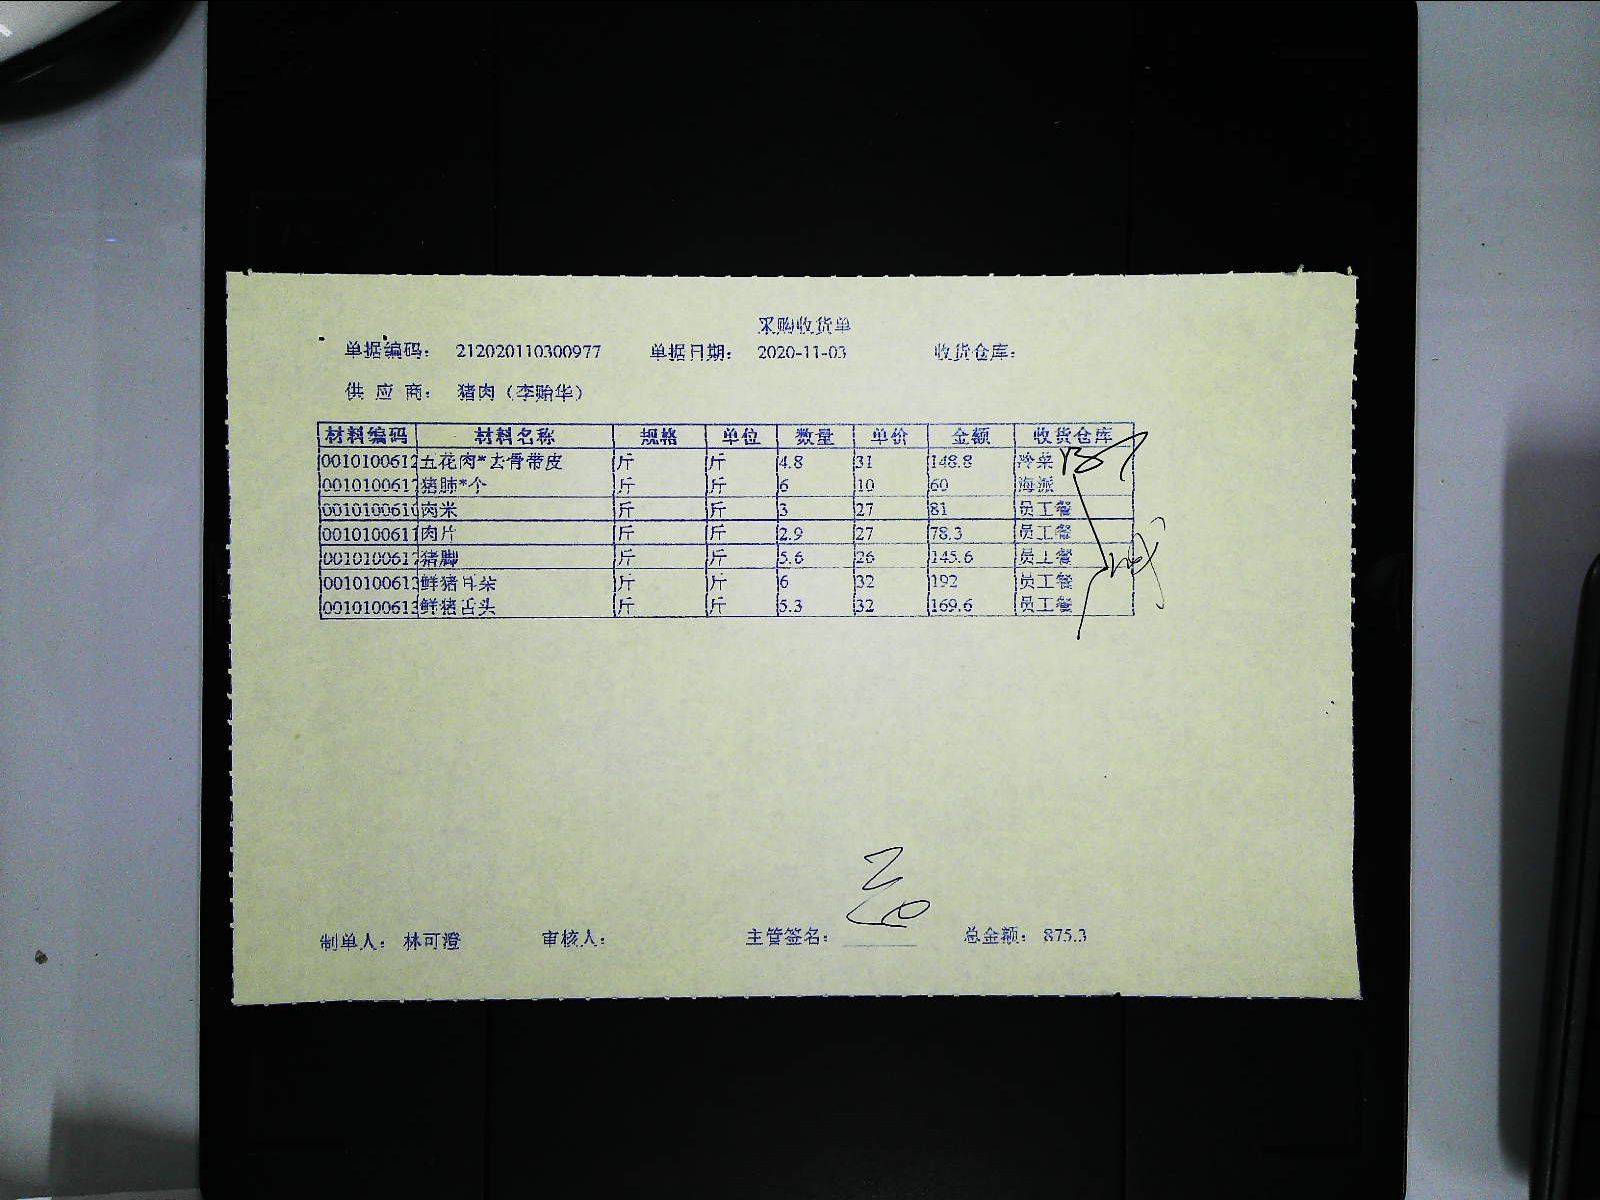 采购收货单
单据编码： 212020110300977 单据日期： 2020-11-03 收货仓库：
供 应 商： 猪肉（李贻华）
材料编码 材料名称 规格 单位 数量 单价 金额 收货仓库
0010100612 五花肉*去骨带皮 斤 斤 4.8 31 148.8 冷菜
0010100617 猪肺*个 斤 斤 6 10 60 海派
0010100610 肉米 斤 斤 3 27 81 员工餐
0010100611 肉片 斤 斤 2.9 27 78.3 员工餐
0010100617 猪脚 斤 斤 5.6 26 145.6 员工餐
0010100613 鲜猪耳朵 斤 斤 6 32 192 员工餐
0010100613 鲜猪舌头 斤 斤 5.3 32 169.6 员工餐
制单人： 林可澄 审核人： 主管签名： 总金额： 875.3